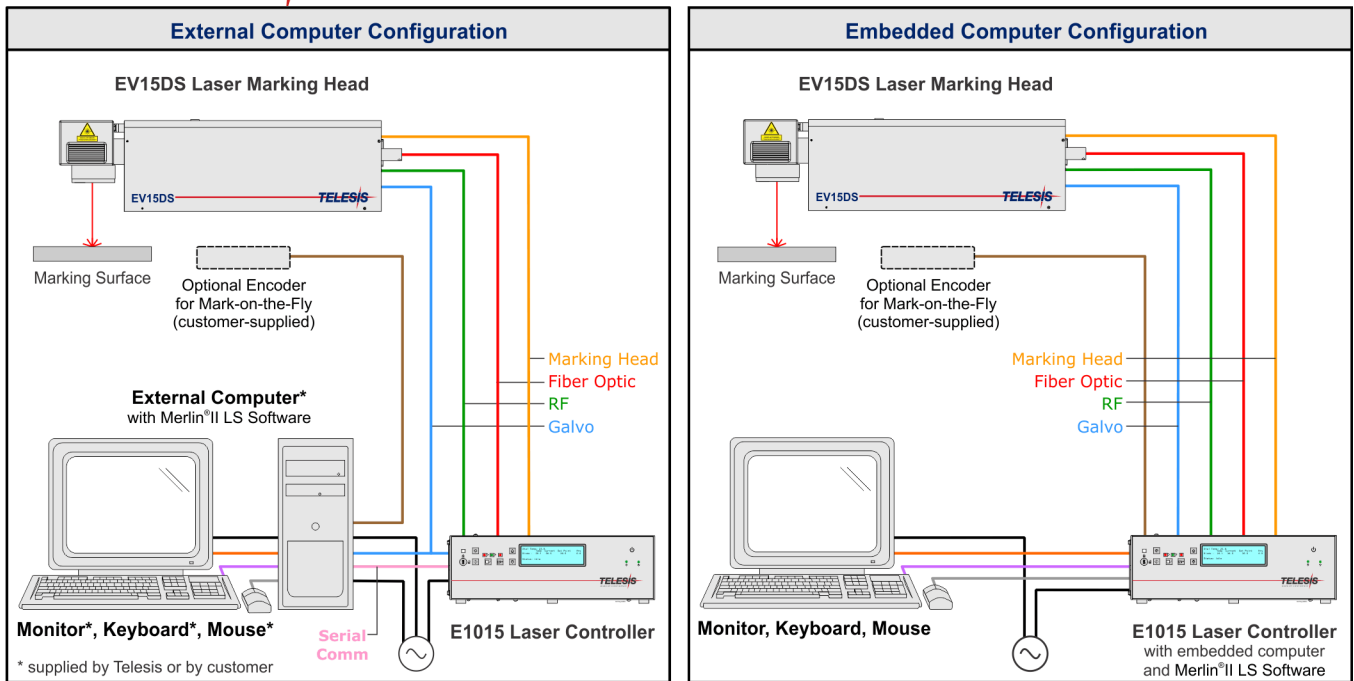 External Computer Configuration
EV15DS Laser Marking Head
EV15DS
TELESIS
Marking Surface
Optional Encoder
for Mark-on-the-Fly
(customer-supplied)
Marking Head
Fiber Optic
RF
Galvo
External Computer*
with Merlin®II LS Software
TELESIS
Monitor*, Keyboard*, Mouse*
Serial
Comm
E1015 Laser Controller
* supplied by Telesis or by customer
Embedded Computer Configuration
EV15DS Laser Marking Head
EV15DS
TELESIS
Marking Surface
Optional Encoder
for Mark-on-the-Fly
(customer-supplied)
Marking Head
Fiber Optic
RF
Galvo
TELESIS
Monitor, Keyboard, Mouse
E1015 Laser Controller
with embedded computer
and Merlin®II LS Software